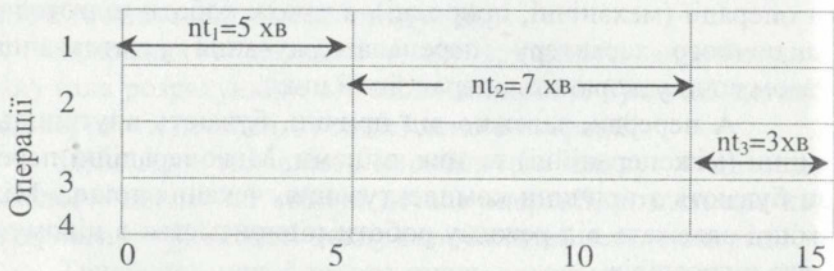 nt₁=5 хв
1
nt₂=7 хв
2
nt₃=3хв
3
4
Операції
0 5 10 15